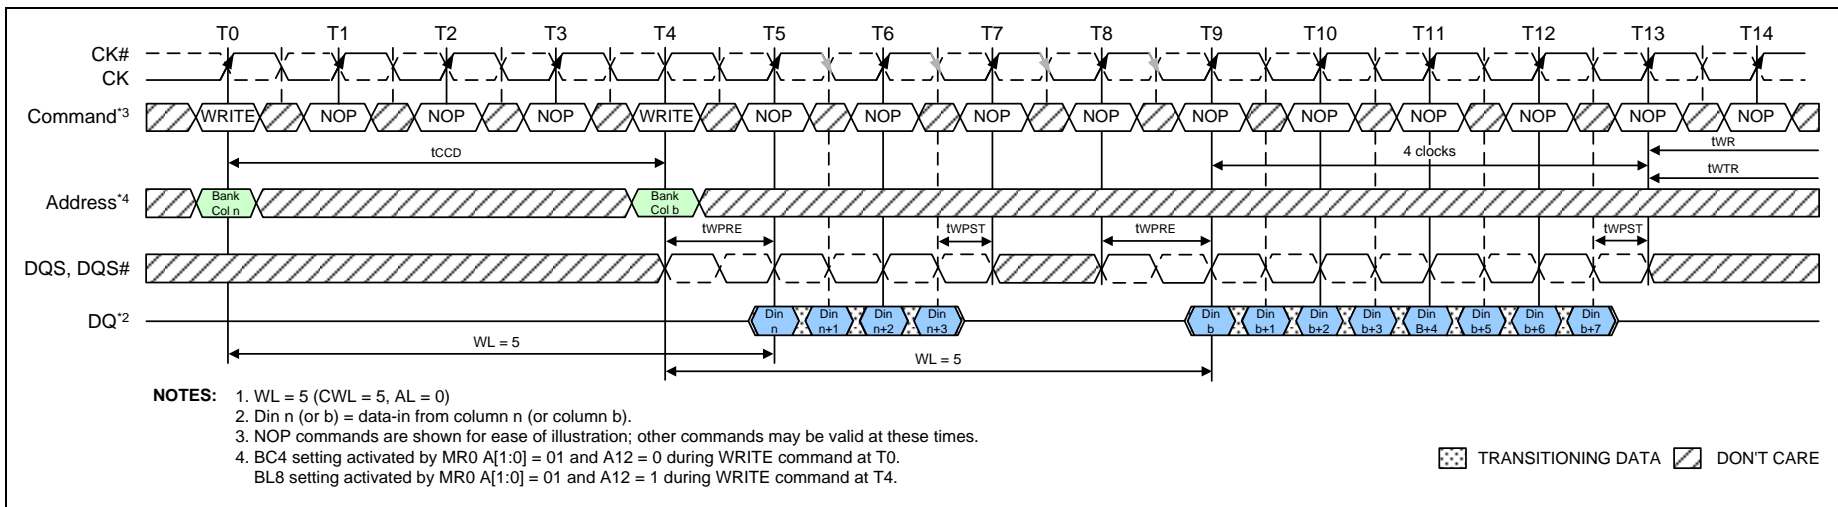 T0 T1 T2 T3 T4 T5 T6 T7 T8 T9 T10 T11 T12 T13 T14
CK#
CK
Command*3 WRITE NOP NOP NOP WRITE NOP NOP NOP NOP NOP NOP NOP NOP NOP NOP
tCCD 4 clocks tWR
tWTR
Address*4 Bank Col n Bank Col b
tWPRE tWPST tWPRE tWPST
DQS, DQS#
DQ*2 Din n Din n+1 Din n+2 Din n+3 Din b Din b+1 Din b+2 Din b+3 Din B+4 Din b+5 Din b+6 Din b+7
WL = 5
WL = 5
NOTES: 1. WL = 5 (CWL = 5, AL = 0)
2. Din n (or b) = data-in from column n (or column b).
3. NOP commands are shown for ease of illustration; other commands may be valid at these times.
4. BC4 setting activated by MR0 A[1:0] = 01 and A12 = 0 during WRITE command at T0.
BL8 setting activated by MR0 A[1:0] = 01 and A12 = 1 during WRITE command at T4.
TRANSITIONING DATA DON'T CARE